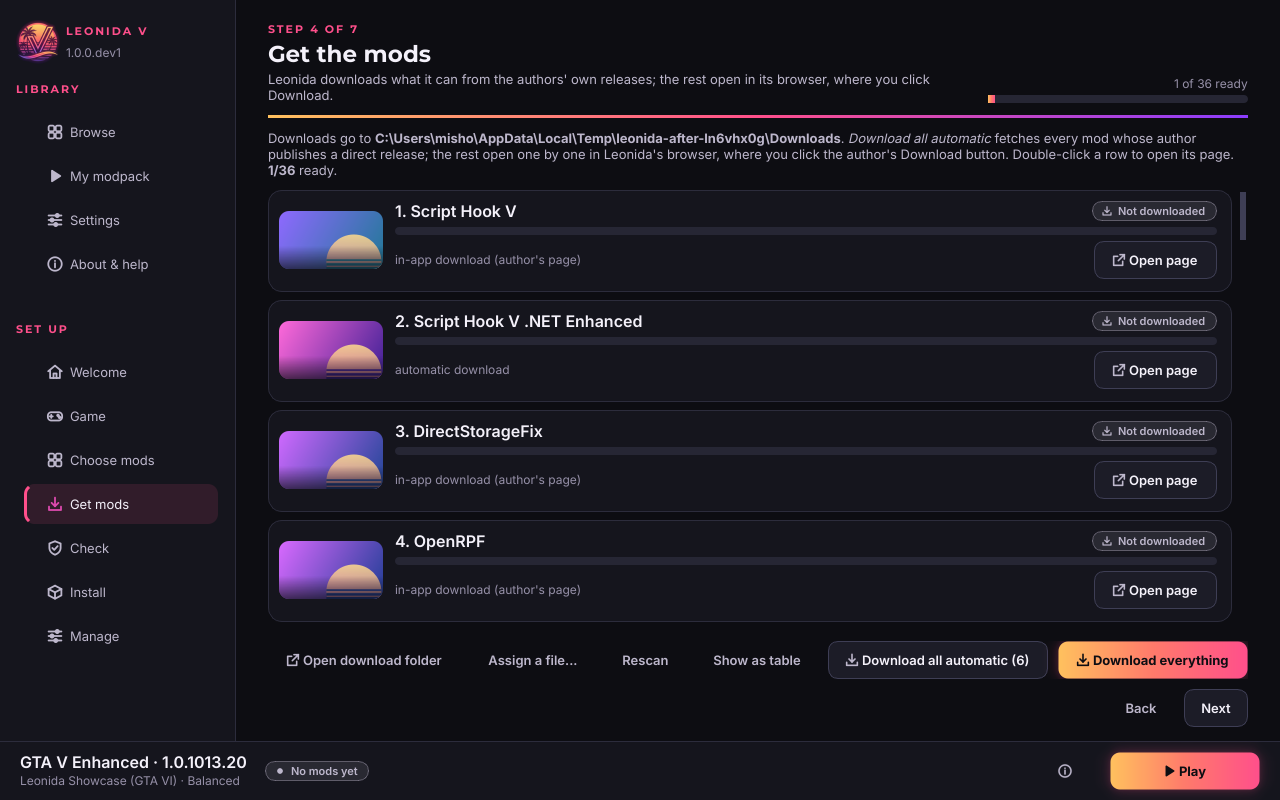 LEONIDA V
1.0.0.dev1
LIBRARY
Browse
My modpack
Settings
About & help
SET UP
Welcome
Game
Choose mods
Get mods
Check
Install
Manage
STEP 4 OF 7
Get the mods
Leonida downloads what it can from the authors' own releases; the rest open in its browser, where you click
Download.
1 of 36 ready
Downloads go to C:\Users\misho\AppData\Local\Temp\leonida-after-ln6vhx0g\Downloads. Download all automatic fetches every mod whose author
publishes a direct release; the rest open one by one in Leonida's browser, where you click the author's Download button. Double-click a row to open its page.
1/36 ready.
1. Script Hook V
Not downloaded
in-app download (author's page)
Open page
2. Script Hook V .NET Enhanced
Not downloaded
automatic download
Open page
3. DirectStorageFix
Not downloaded
in-app download (author's page)
Open page
4. OpenRPF
Not downloaded
in-app download (author's page)
Open page
Open download folder
Assign a file...
Rescan
Show as table
Download all automatic (6)
Download everything
Back
Next
GTA V Enhanced · 1.0.1013.20
Leonida Showcase (GTA VI) · Balanced
No mods yet
Play